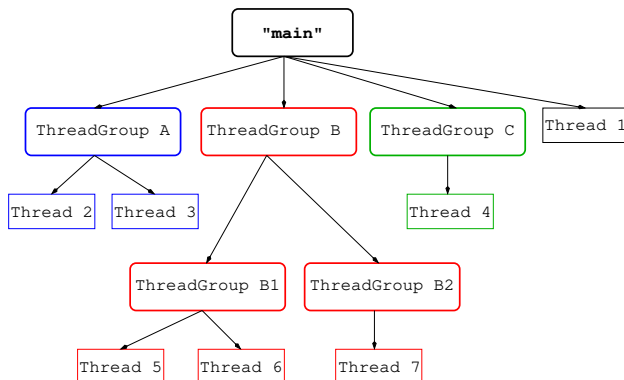 "main"
ThreadGroup A
ThreadGroup B
ThreadGroup C
Thread 1
Thread 2
Thread 3
Thread 4
ThreadGroup B1
ThreadGroup B2
Thread 5
Thread 6
Thread 7